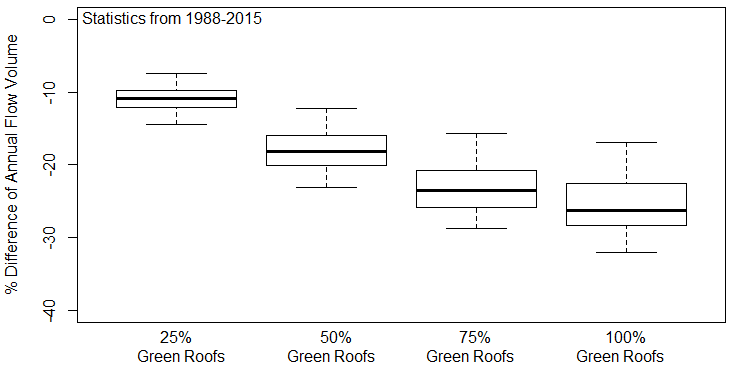 Statistics from 1988-2015
% Difference of Annual Flow Volume
0
-10
-20
-30
-40
25%
Green Roofs
50%
Green Roofs
75%
Green Roofs
100%
Green Roofs